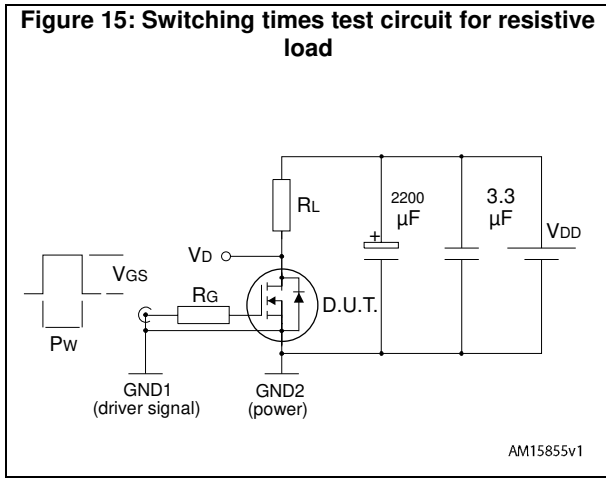 Figure 15: Switching times test circuit for resistive
load
RL
2200
μF
3.3
μF
VDD
VD
VGS
RG
D.U.T.
PW
+
GND1
(driver signal)
GND2
(power)
AM15855v1